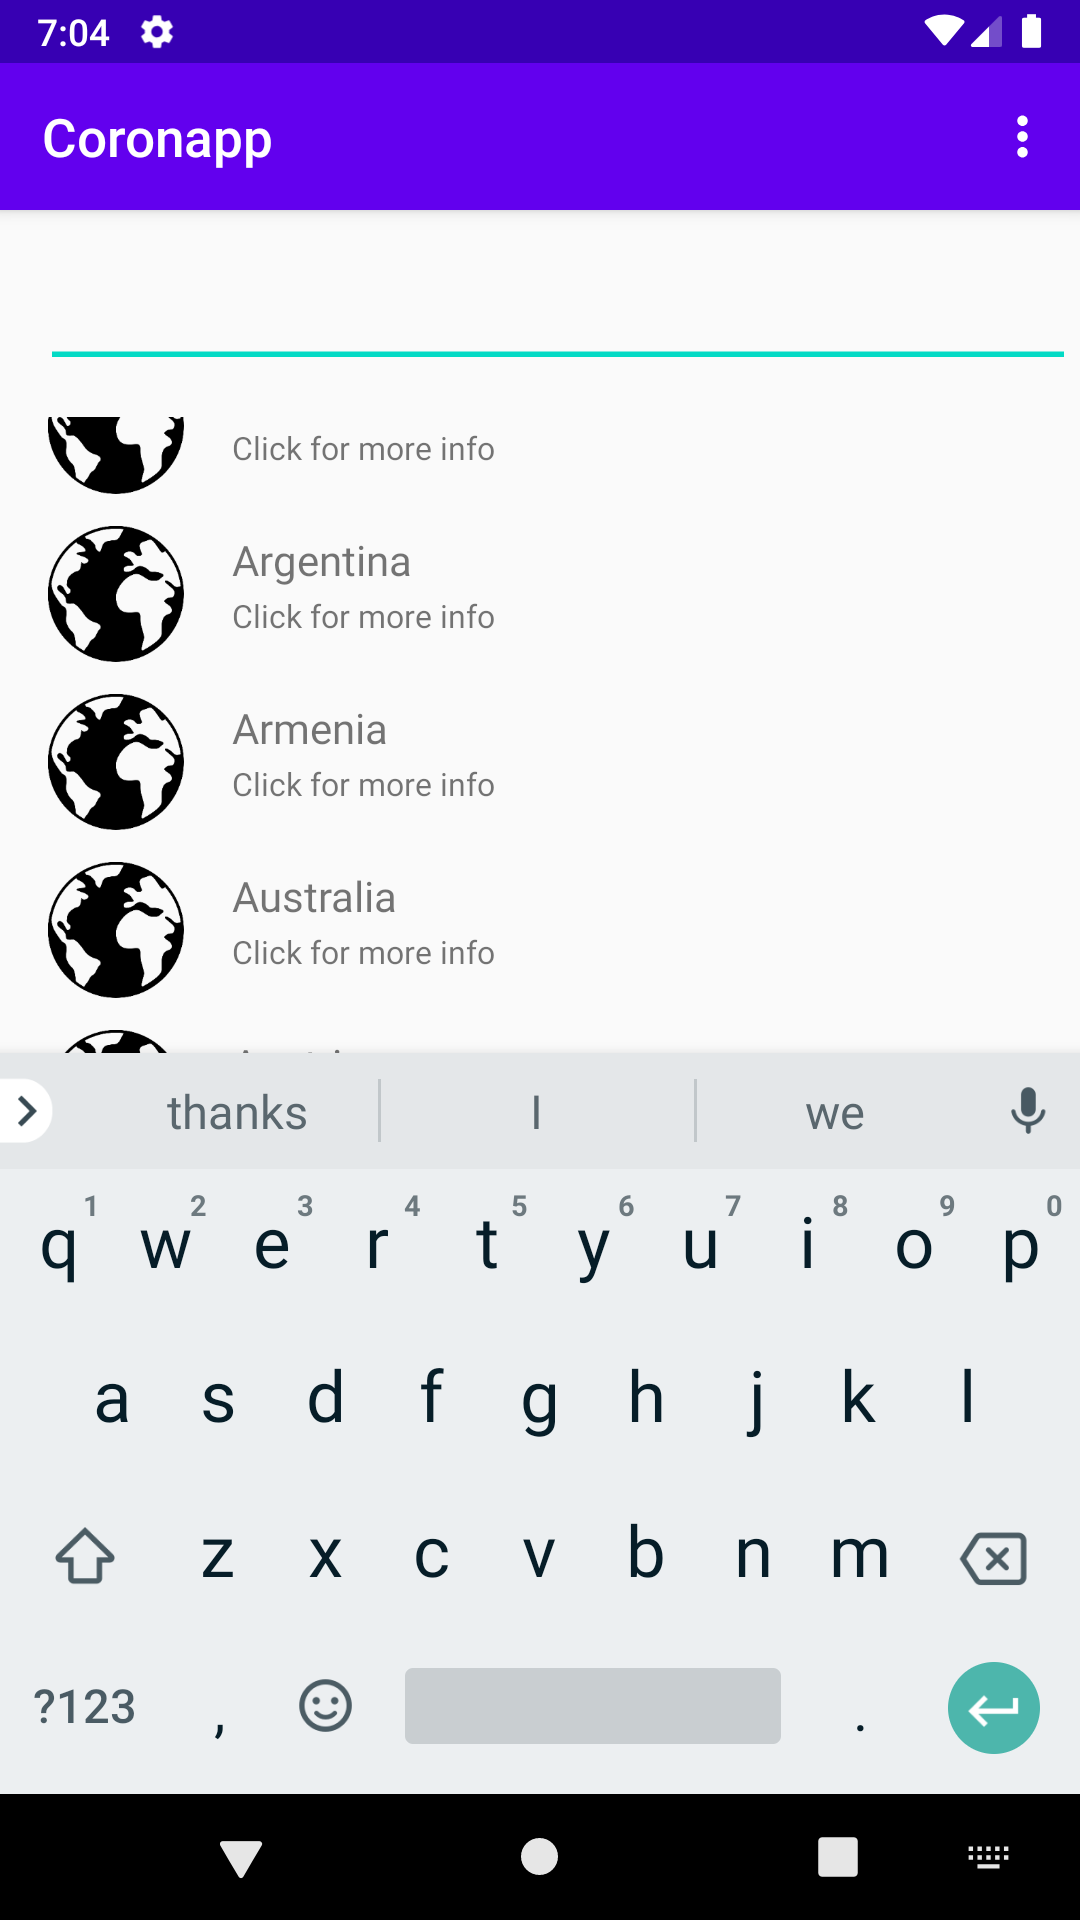 7:04
Coronapp
Click for more info
Argentina
Click for more info
Armenia
Click for more info
Australia
Click for more info
thanks I we
1 2 3 4 5 6 7 8 9 0
q w e r t y u i o p
a s d f g h j k l
z x c v b n m
?123 , .